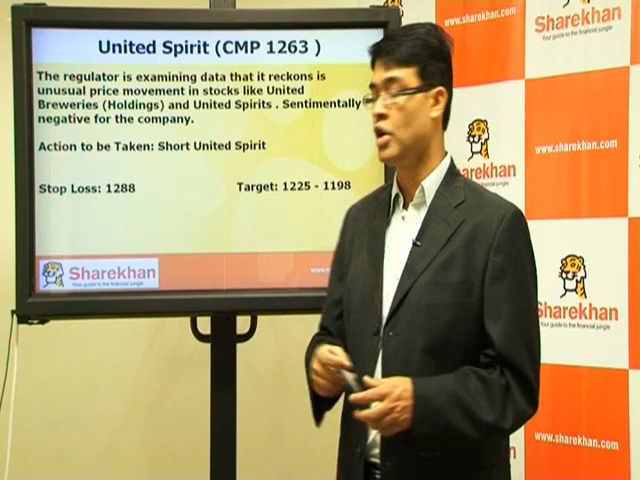 United Spirit (CMP 1263 )
The regulator is examining data that it reckons is
unusual price movement in stocks like United
Breweries (Holdings) and United Spirits . Sentimentally
negative for the company.
Action to be Taken: Short United Spirit
Stop Loss: 1288
Target: 1225 - 1198
Sharekhan
Your guide to the financial jungle
www.sharekhan.com
Sharekhan
Your guide to the financial jungle
Sharekhan
www.sharekhan.com
Sharekhan
Your guide to the financial jungle
www.sharekhan.com